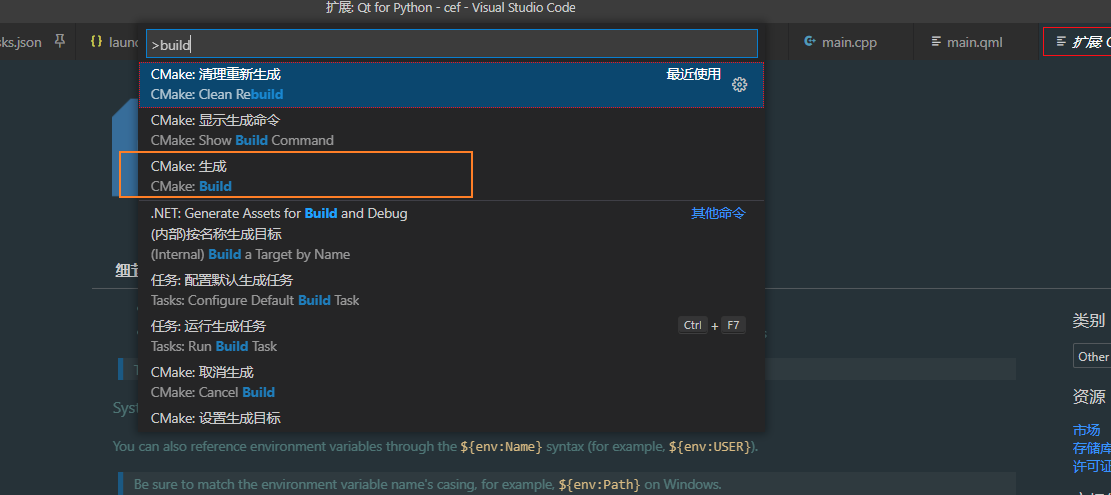 扩展: Qt for Python - cef - Visual Studio Code
ks.json
main.cpp
main.qml
扩展
>build
CMake: 清理重新生成
最近使用
CMake: Clean Rebuild
CMake: 显示生成命令
CMake: Show Build Command
CMake: 生成
CMake: Build
.NET: Generate Assets for Build and Debug
其他命令
(内部)按名称生成目标
(Internal) Build a Target by Name
任务: 配置默认生成任务
Tasks: Configure Default Build Task
任务: 运行生成任务
Ctrl + F7
Tasks: Run Build Task
CMake: 取消生成
CMake: Cancel Build
CMake: 设置生成目标
细节
类别
Other
资源
市场
存储库
许可证
You can also reference environment variables through the ${env:Name} syntax (for example, ${env:USER}).
Be sure to match the environment variable name's casing, for example, ${env:Path} on Windows.